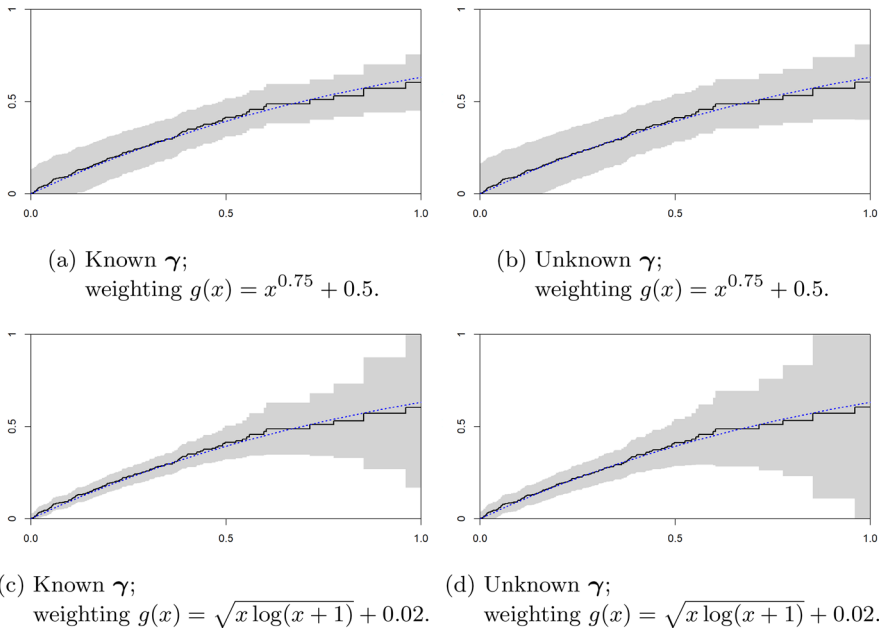 1
0.5
0
0.0 0.5 1.0
1
0.5
0
0.0 0.5 1.0
(a) Known γ;
weighting g(x) = x^0.75 + 0.5.
(b) Unknown γ;
weighting g(x) = x^0.75 + 0.5.
1
0.5
0
0.0 0.5 1.0
1
0.5
0
0.0 0.5 1.0
(c) Known γ;
weighting g(x) = √(x log(x + 1)) + 0.02.
(d) Unknown γ;
weighting g(x) = √(x log(x + 1)) + 0.02.